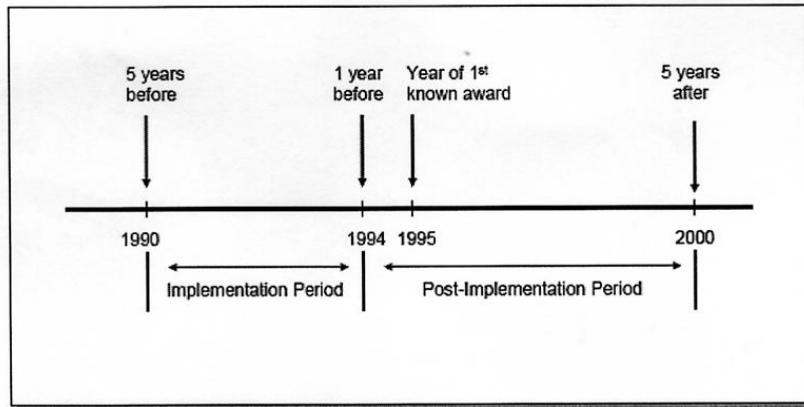 5 years
before
1 year
before
Year of 1st
known award
5 years
after
1990
1994
1995
2000
Implementation Period
Post-Implementation Period